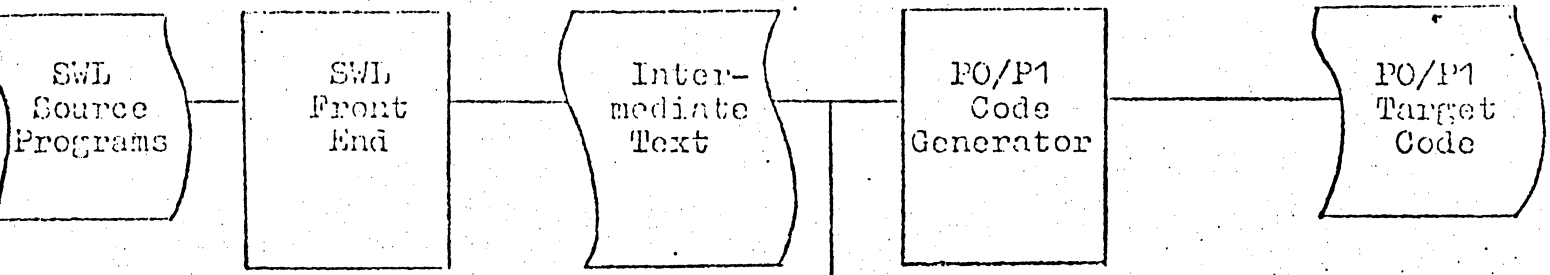 SWL
Source
Programs
SWL
Front
End
Inter-
mediate
Text
P0/P1
Code
Generator
P0/P1
Target
Code